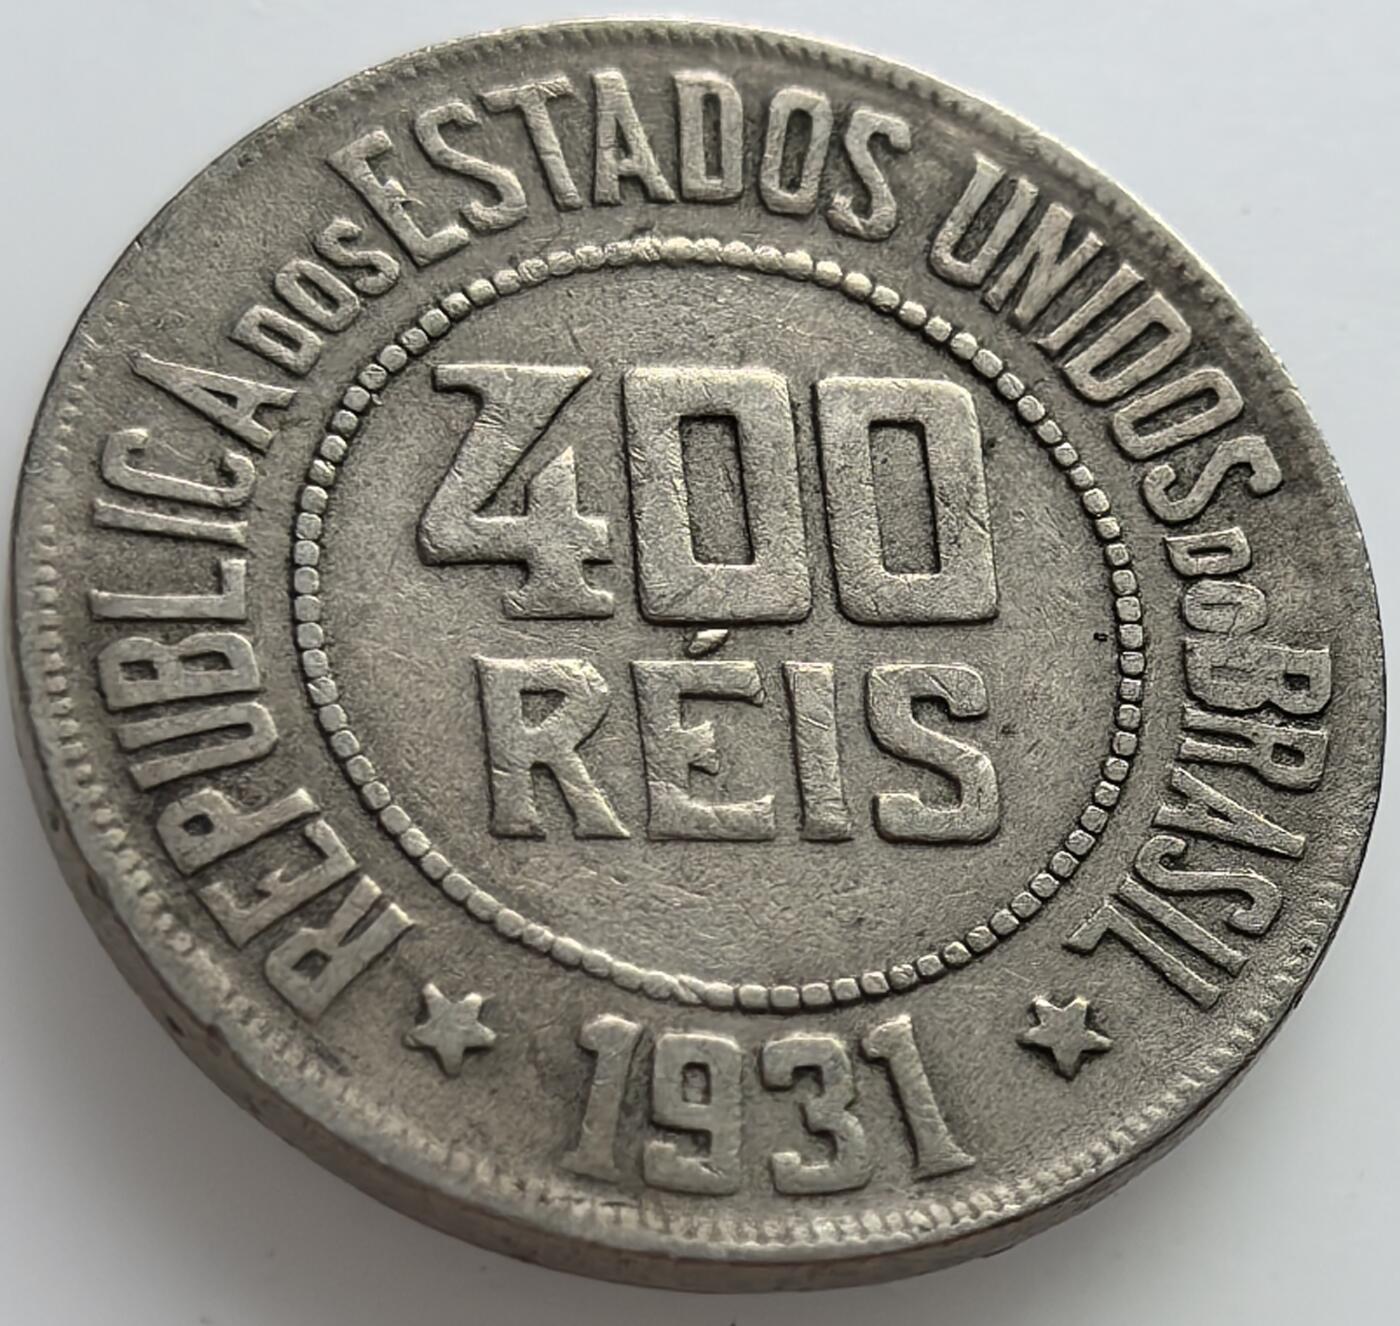 REPUBLICA DOS ESTADOS UNIDOS DO BRASIL
400
RÉIS
1931